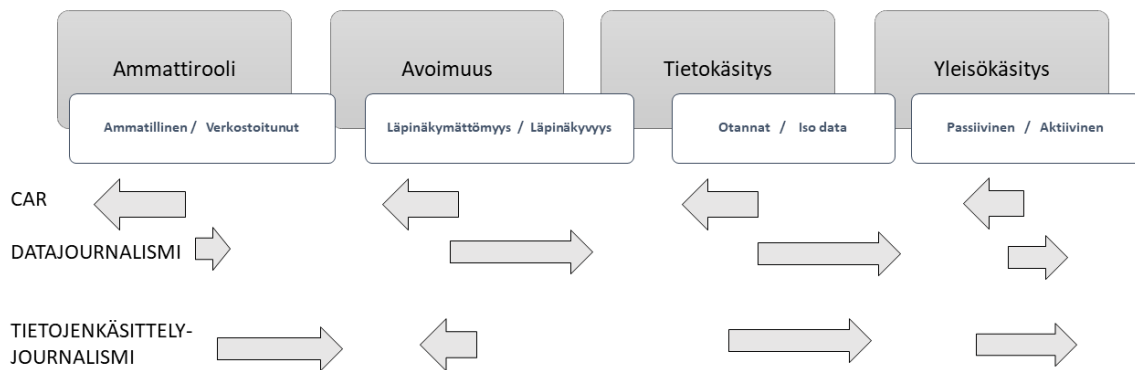 Ammattirooli
Avoimuus
Tietokäsitys
Yleisökäsitys
Ammatillinen / Verkostoitunut
Läpinäkymättömyys / Läpinäkyvyys
Otannat / Iso data
Passiivinen / Aktiivinen
CAR
DATAJOURNALISMI
TIETOJENKÄSITTELY-
JOURNALISMI